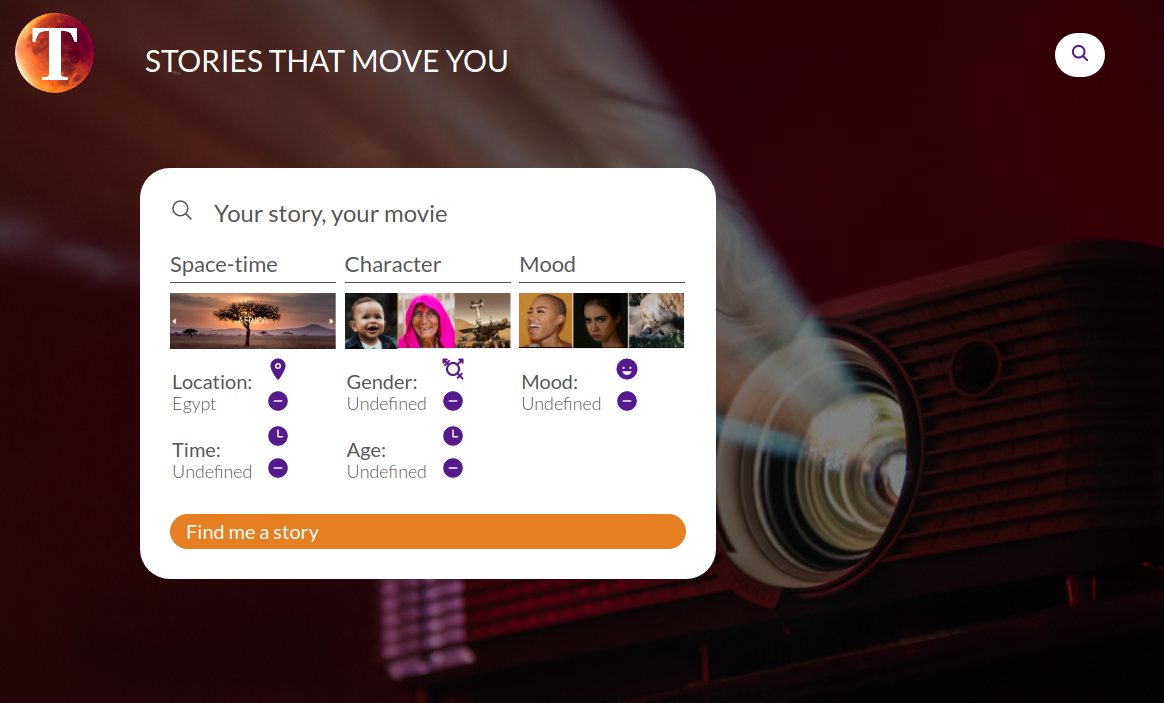 T
STORIES THAT MOVE YOU
Your story, your movie
Space-time
Character
Mood
AFRICA
Location:
Egypt
Gender:
Undefined
Mood:
Undefined
Time:
Undefined
Age:
Undefined
Find me a story